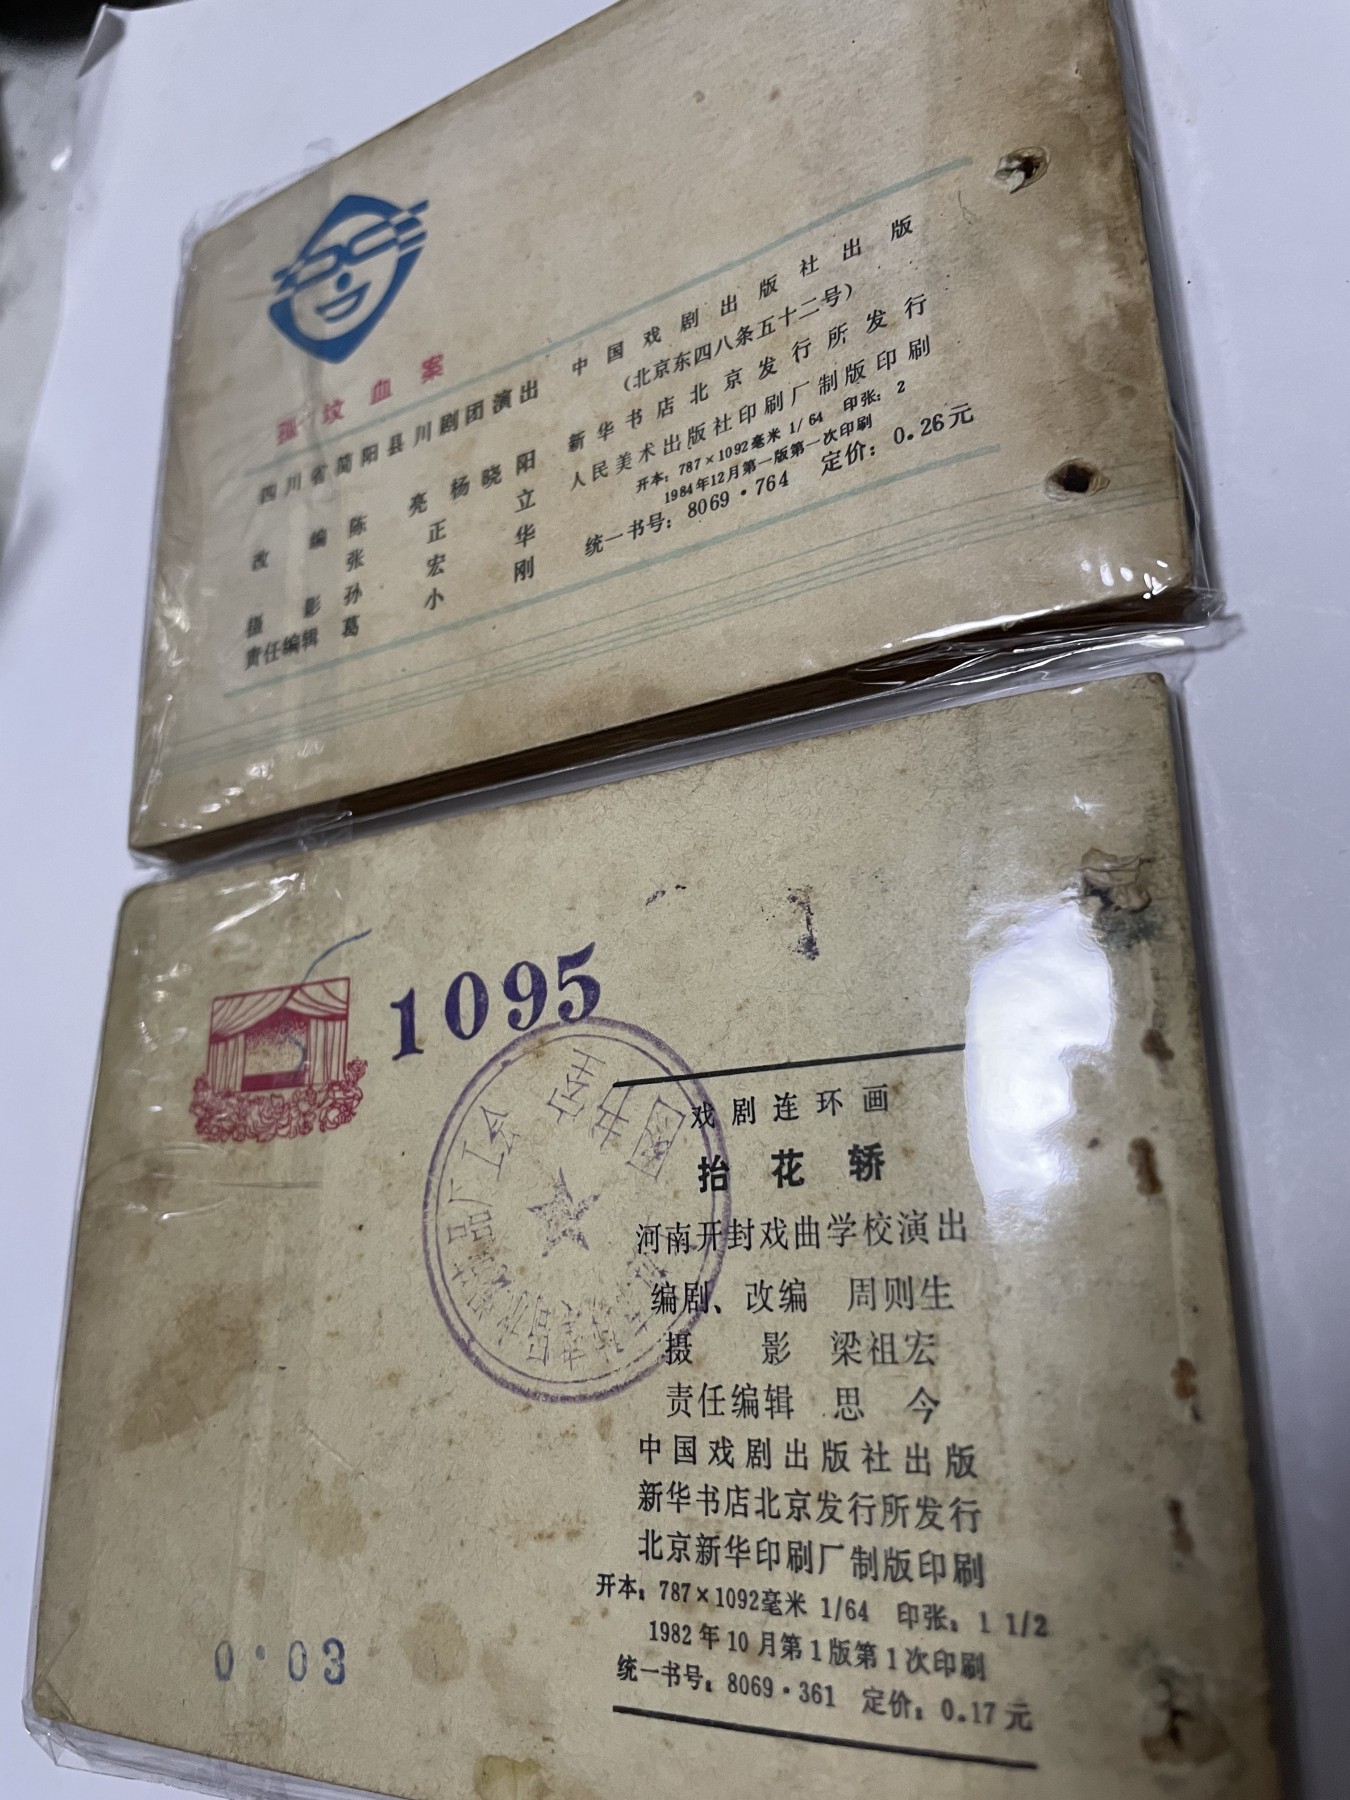 孤坟血案
四川省简阳县川剧团演出
改编 陈亮 杨晓阳
张正立
摄影 孙宏华
责任编辑 葛小刚
中国戏剧出版社出版
（北京东四八条五十二号）
新华书店北京发行所发行
人民美术出版社印刷厂制版印刷
开本：787×1092毫米 1/64 印张：2
1984年12月第一版第一次印刷
统一书号：8069·764 定价：0.26元
1095
图书室
戏剧连环画
抬花轿
河南开封戏曲学校演出
编剧、改编 周则生
摄影 梁祖宏
责任编辑 思今
中国戏剧出版社出版
新华书店北京发行所发行
北京新华印刷厂制版印刷
开本：787×1092毫米 1/64 印张：1 1/2
1982年10月第1版第1次印刷
统一书号：8069·361 定价：0.17元
0·03